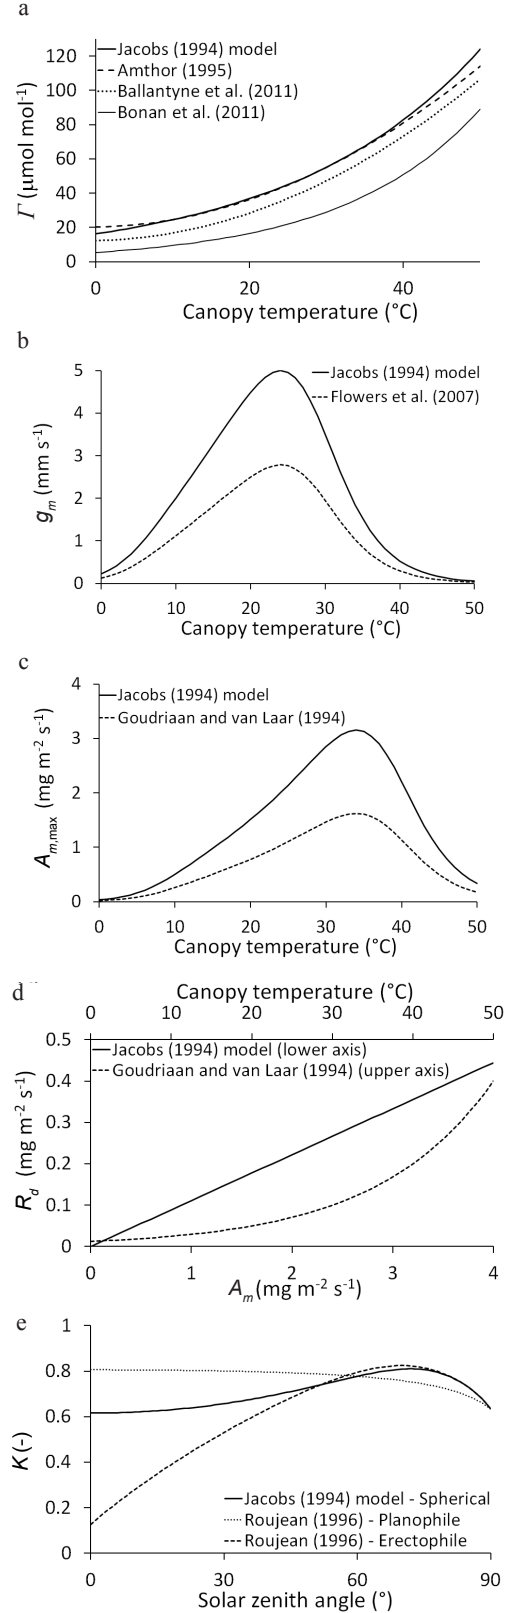 a
Jacobs (1994) model
Amthor (1995)
Ballantyne et al. (2011)
Bonan et al. (2011)
Γ (µmol mol⁻¹)
120
100
80
60
40
20
0
0 20 40
Canopy temperature (°C)
b
Jacobs (1994) model
Flowers et al. (2007)
gₘ (mm s⁻¹)
5
4
3
2
1
0
0 10 20 30 40 50
Canopy temperature (°C)
c
Jacobs (1994) model
Goudriaan and van Laar (1994)
Aₘ,max (mg m⁻² s⁻¹)
4
3
2
1
0
0 10 20 30 40 50
Canopy temperature (°C)
d
Canopy temperature (°C)
0 10 20 30 40 50
Jacobs (1994) model (lower axis)
Goudriaan and van Laar (1994) (upper axis)
R_d (mg m⁻² s⁻¹)
0.5
0.4
0.3
0.2
0.1
0
0 1 2 3 4
Aₘ (mg m⁻² s⁻¹)
e
K (-)
1
0.8
0.6
0.4
0.2
0
Jacobs (1994) model - Spherical
Roujean (1996) - Planophile
Roujean (1996) - Erectophile
0 30 60 90
Solar zenith angle (°)